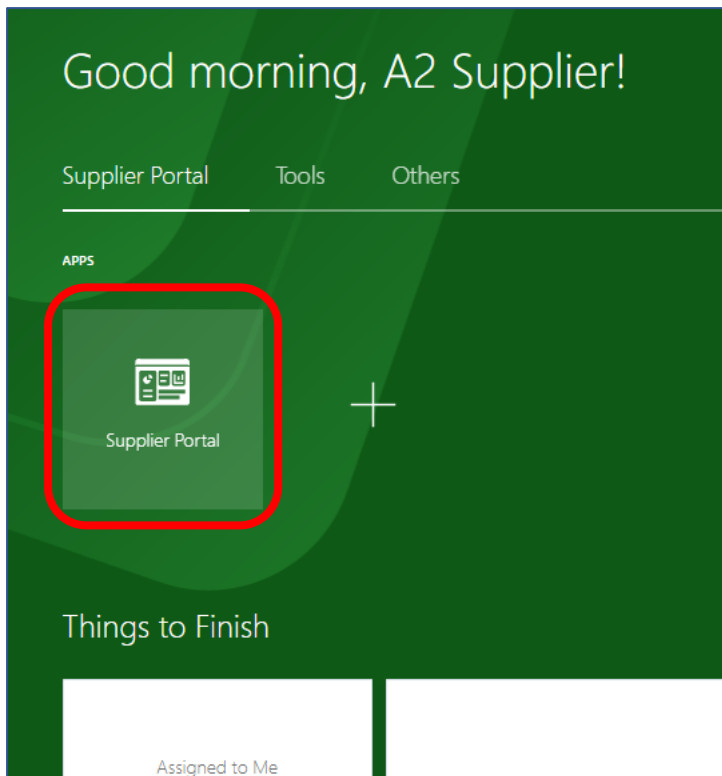 Good morning, A2 Supplier!
Supplier Portal Tools Others
APPS
Supplier Portal
Things to Finish
Assigned to Me